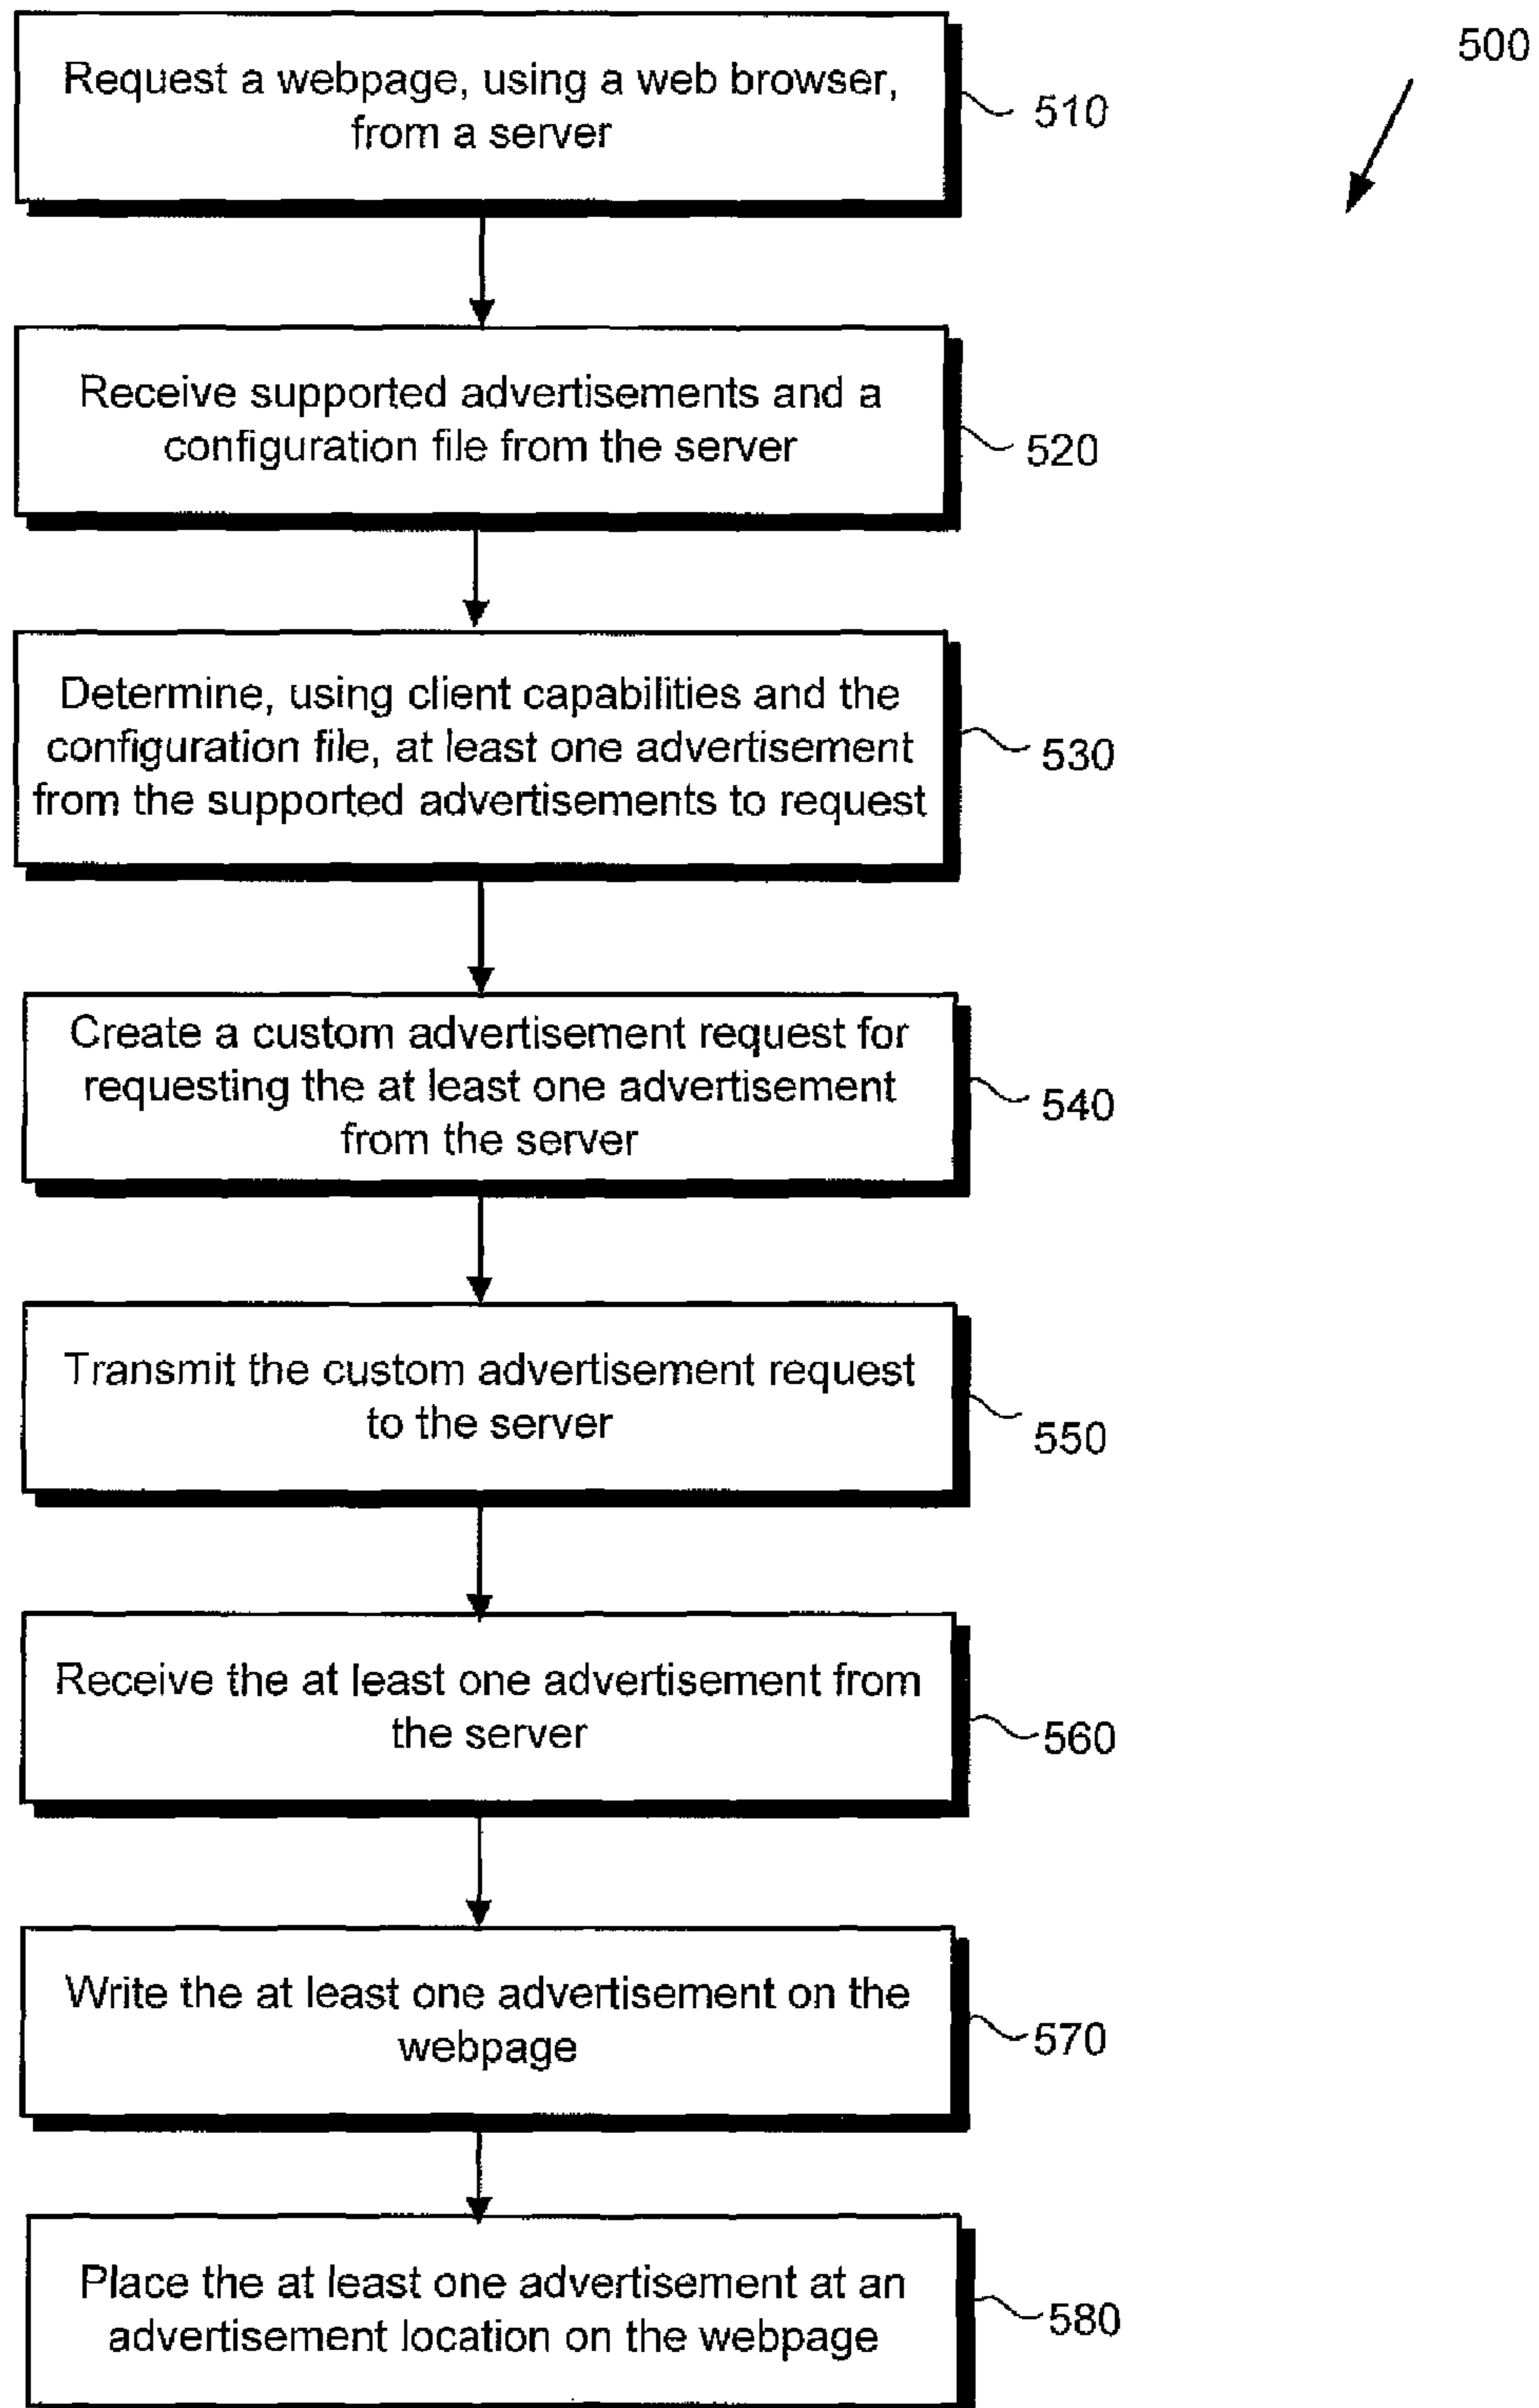 500
Request a webpage, using a web browser,
from a server
510
Receive supported advertisements and a
configuration file from the server
520
Determine, using client capabilities and the
configuration file, at least one advertisement
from the supported advertisements to request
530
Create a custom advertisement request for
requesting the at least one advertisement
from the server
540
Transmit the custom advertisement request
to the server
550
Receive the at least one advertisement from
the server
560
Write the at least one advertisement on the
webpage
570
Place the at least one advertisement at an
advertisement location on the webpage
580